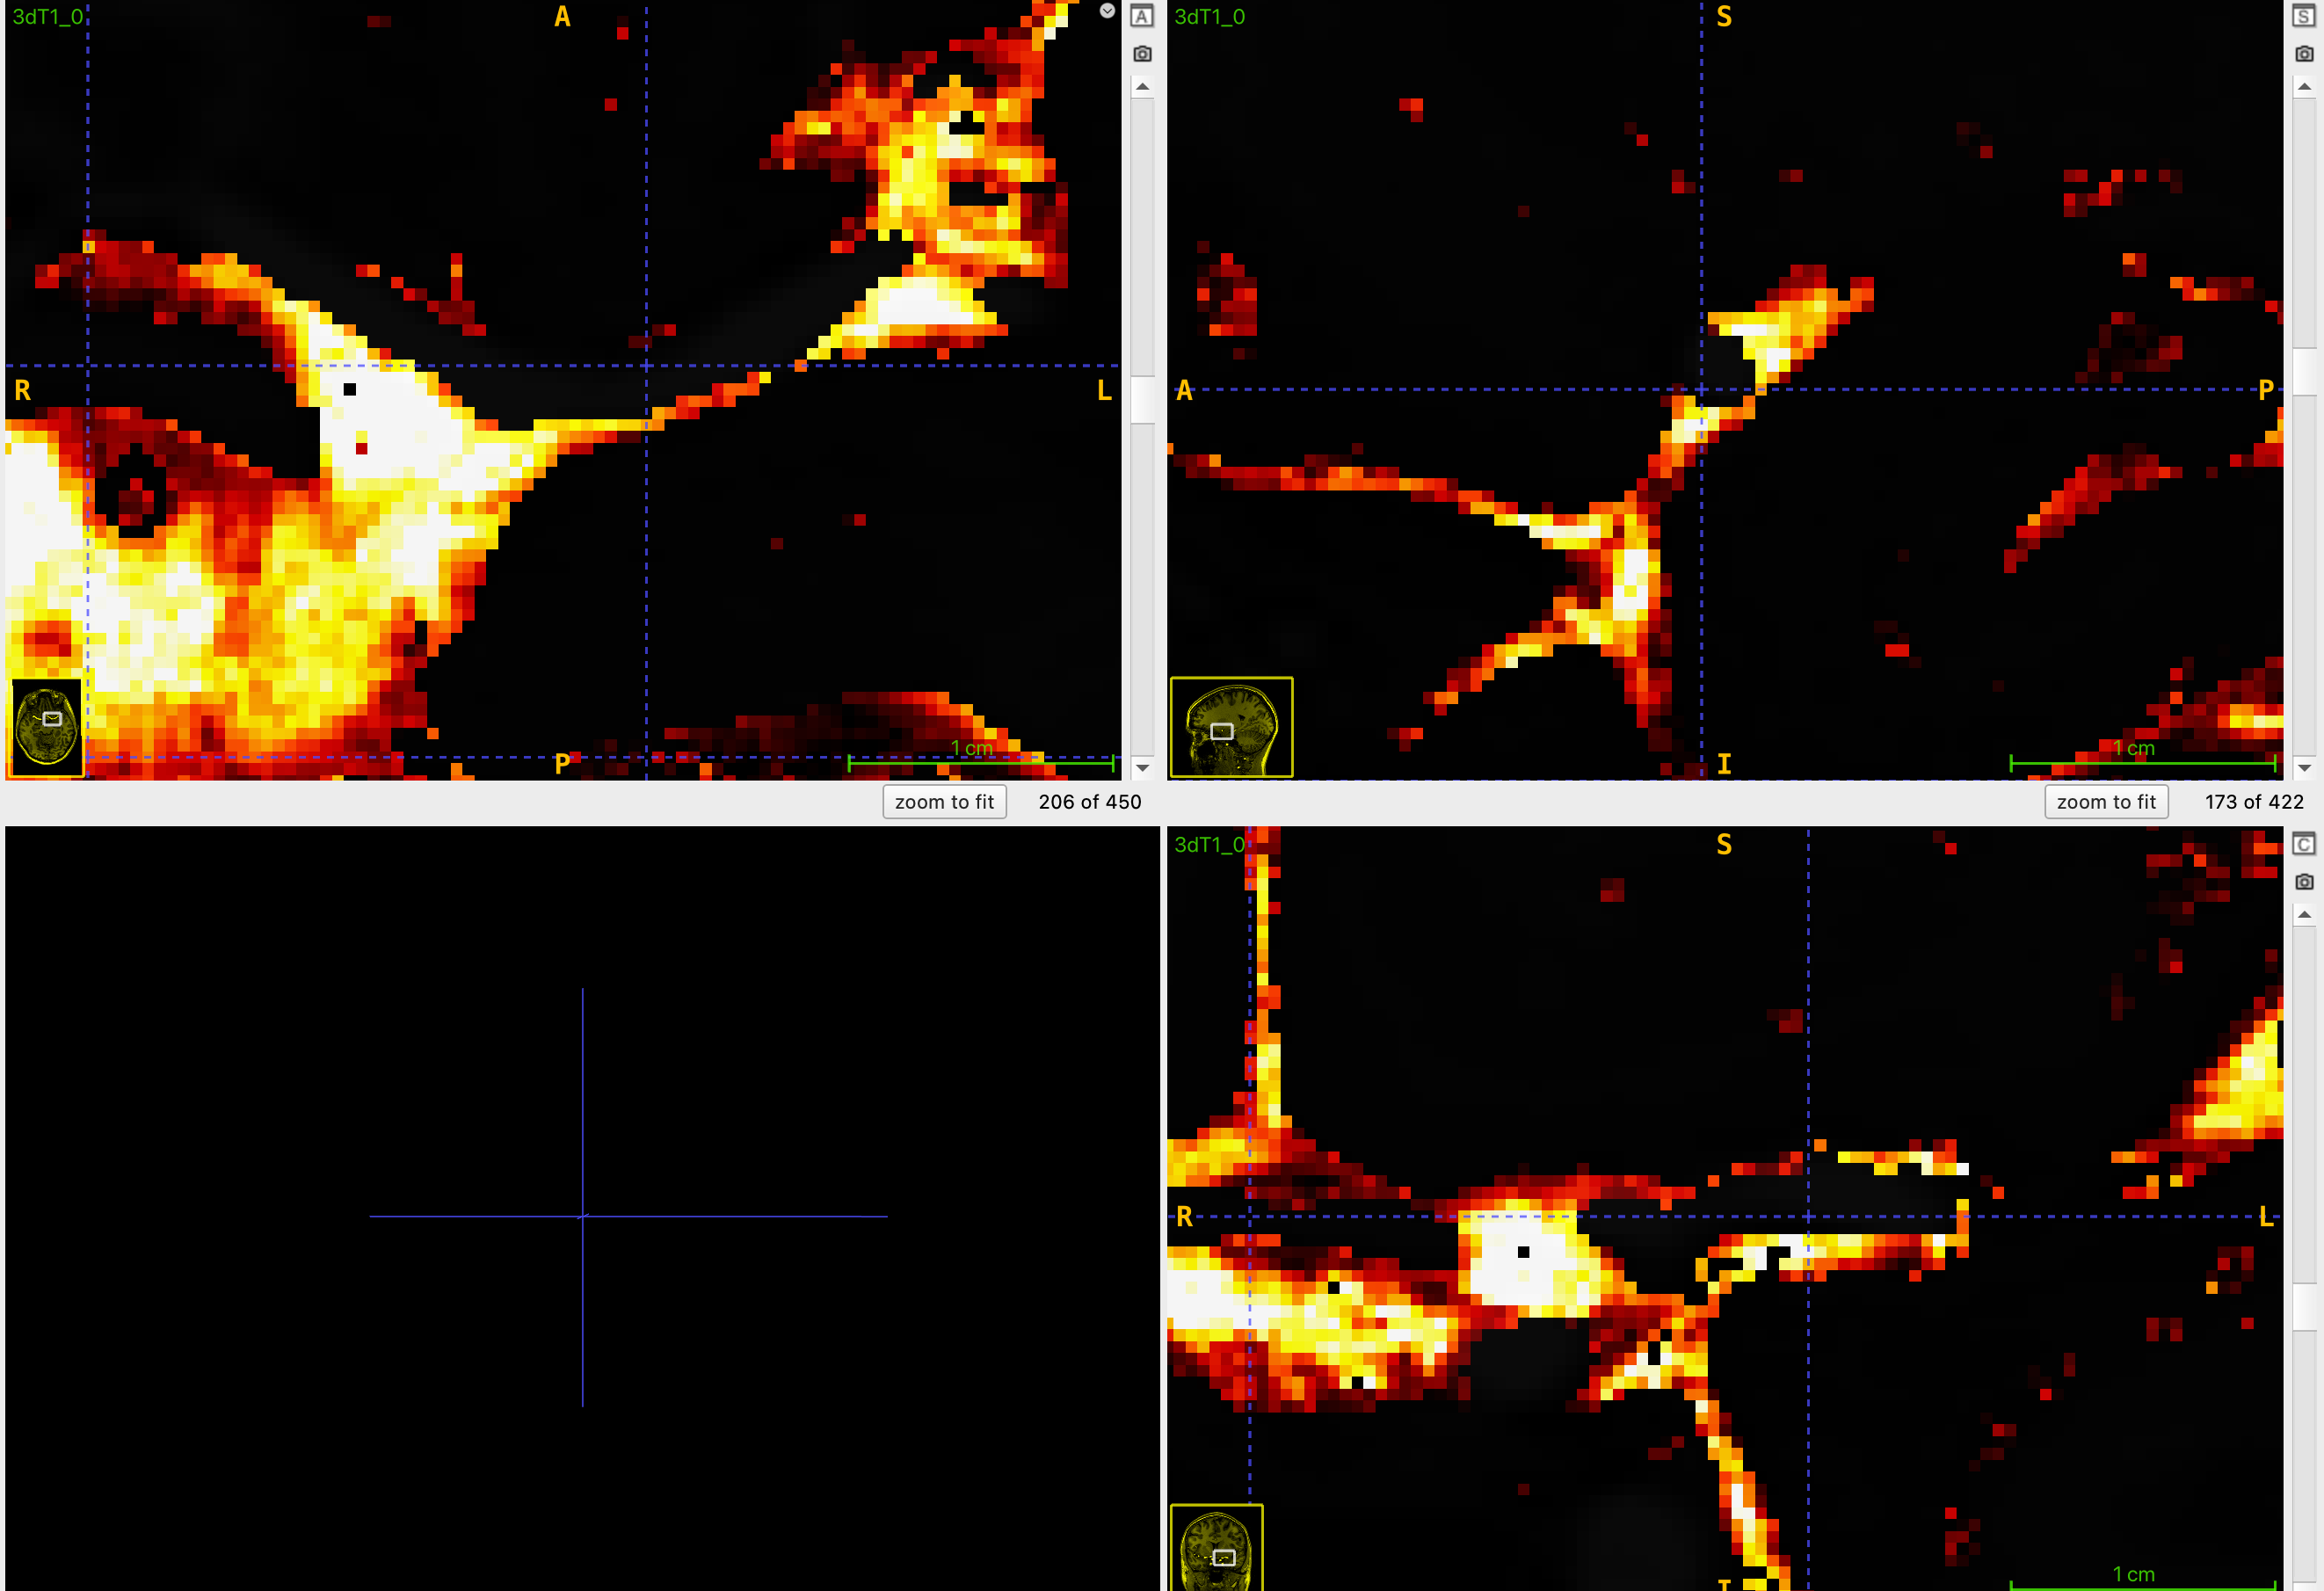 3dT1_0
A
A
R
L
P
1 cm
zoom to fit
206 of 450
3dT1_0
S
S
A
P
I
1 cm
zoom to fit
173 of 422
3dT1_0
S
C
R
L
I
1 cm